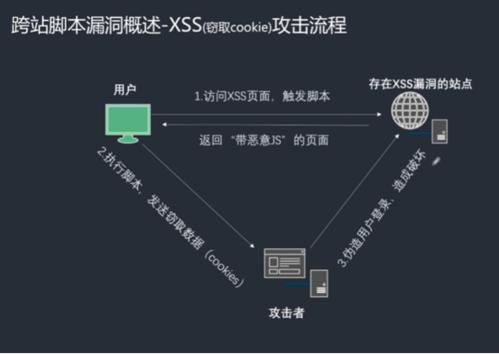 跨站脚本漏洞概述-XSS(窃取cookie)攻击流程
用户
存在XSS漏洞的站点
1.访问XSS页面，触发脚本
返回“带恶意JS”的页面
2.执行脚本，发送窃取数据（cookies）
3.伪造用户登录，造成破坏
攻击者